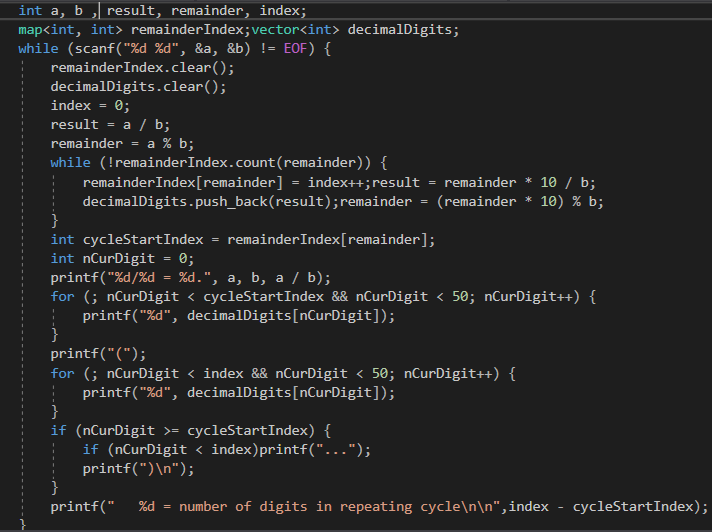 int a, b , result, remainder, index;
map<int, int> remainderIndex;vector<int> decimalDigits;
while (scanf("%d %d", &a, &b) != EOF) {
    remainderIndex.clear();
    decimalDigits.clear();
    index = 0;
    result = a / b;
    remainder = a % b;
    while (!remainderIndex.count(remainder)) {
        remainderIndex[remainder] = index++;result = remainder * 10 / b;
        decimalDigits.push_back(result);remainder = (remainder * 10) % b;
    }
    int cycleStartIndex = remainderIndex[remainder];
    int nCurDigit = 0;
    printf("%d/%d = %d.", a, b, a / b);
    for (; nCurDigit < cycleStartIndex && nCurDigit < 50; nCurDigit++) {
        printf("%d", decimalDigits[nCurDigit]);
    }
    printf("(");
    for (; nCurDigit < index && nCurDigit < 50; nCurDigit++) {
        printf("%d", decimalDigits[nCurDigit]);
    }
    if (nCurDigit >= cycleStartIndex) {
        if (nCurDigit < index)printf("...");
        printf(")\n");
    }
    printf("   %d = number of digits in repeating cycle\n\n",index - cycleStartIndex);
}